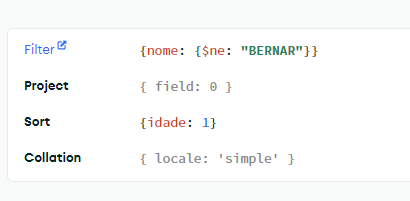 Filter {nome: {$ne: "BERNAR"}}
Project { field: 0 }
Sort {idade: 1}
Collation { locale: 'simple' }